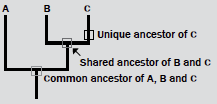 A B C
Unique ancestor of C
Shared ancestor of B and C
Common ancestor of A, B and C